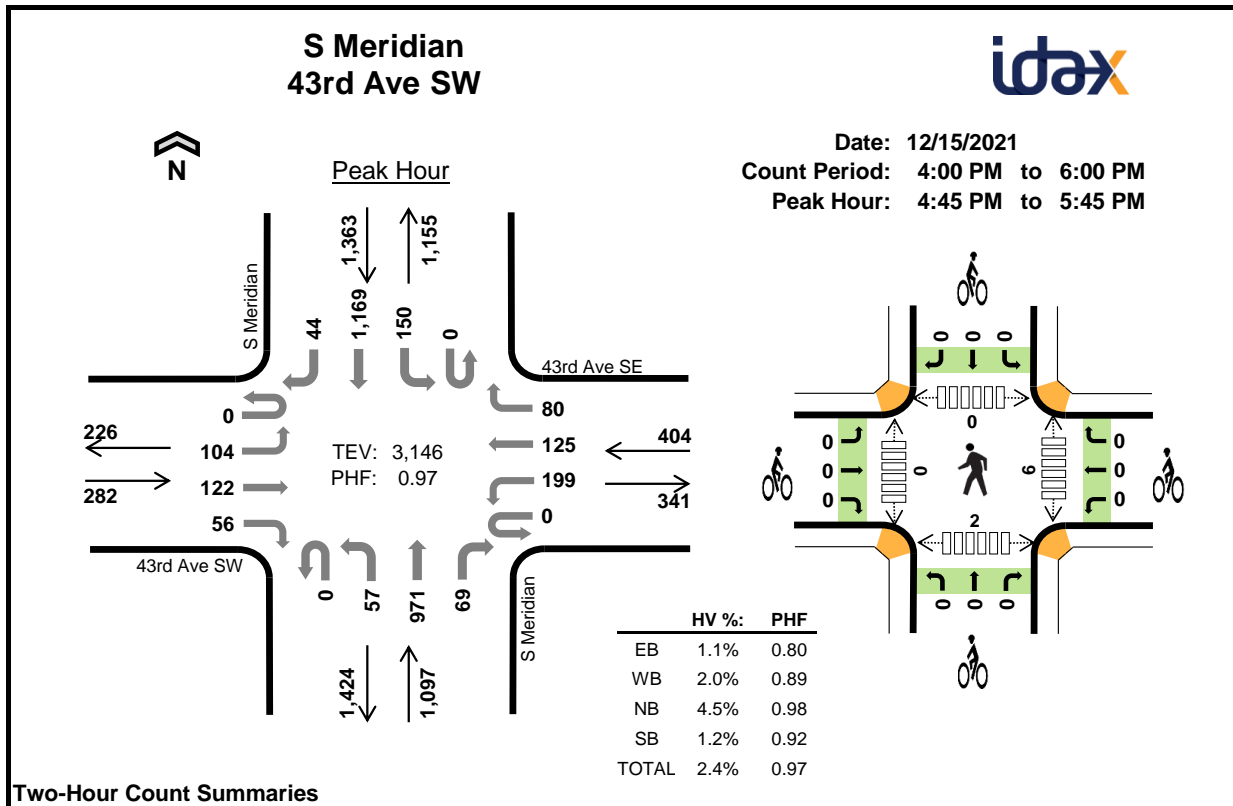 S Meridian
43rd Ave SW
idax
Date: 12/15/2021
Count Period: 4:00 PM to 6:00 PM
Peak Hour: 4:45 PM to 5:45 PM
N
Peak Hour
1,363
1,155
S Meridian
44
1,169
150
0
43rd Ave SE
0
104
122
56
226
282
TEV: 3,146
PHF: 0.97
80
125
199
0
404
341
43rd Ave SW
0
57
971
69
S Meridian
1,424
1,097
0 0 0
0
0
0
0
0
6
0
0
0
2
0 0 0
HV %: PHF
EB 1.1% 0.80
WB 2.0% 0.89
NB 4.5% 0.98
SB 1.2% 0.92
TOTAL 2.4% 0.97
Two-Hour Count Summaries